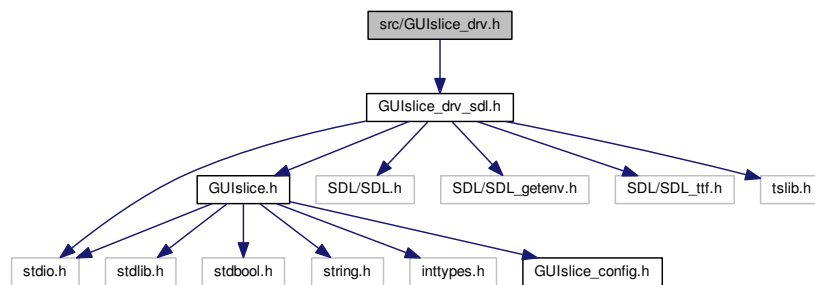 src/GUIslice_drv.h
GUIslice_drv_sdl.h
GUIslice.h
SDL/SDL.h
SDL/SDL_getenv.h
SDL/SDL_ttf.h
tslib.h
stdio.h
stdlib.h
stdbool.h
string.h
inttypes.h
GUIslice_config.h